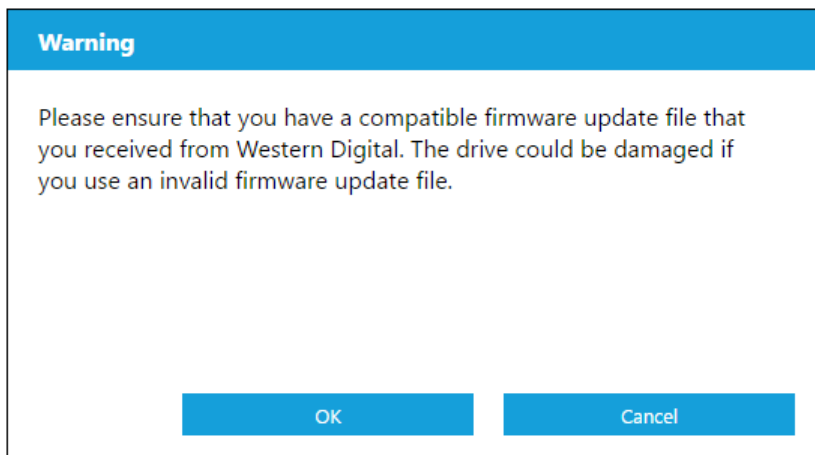 Warning
Please ensure that you have a compatible firmware update file that
you received from Western Digital. The drive could be damaged if
you use an invalid firmware update file.
OK
Cancel